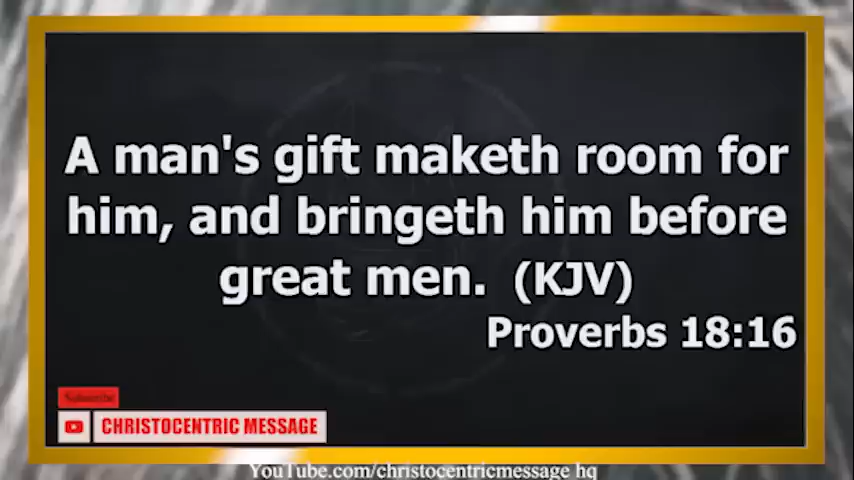 A man's gift maketh room for
him, and bringeth him before
great men. (KJV)
Proverbs 18:16
Subscribe
CHRISTOCENTRIC MESSAGE
YouTube.com/christocentricmessage hq